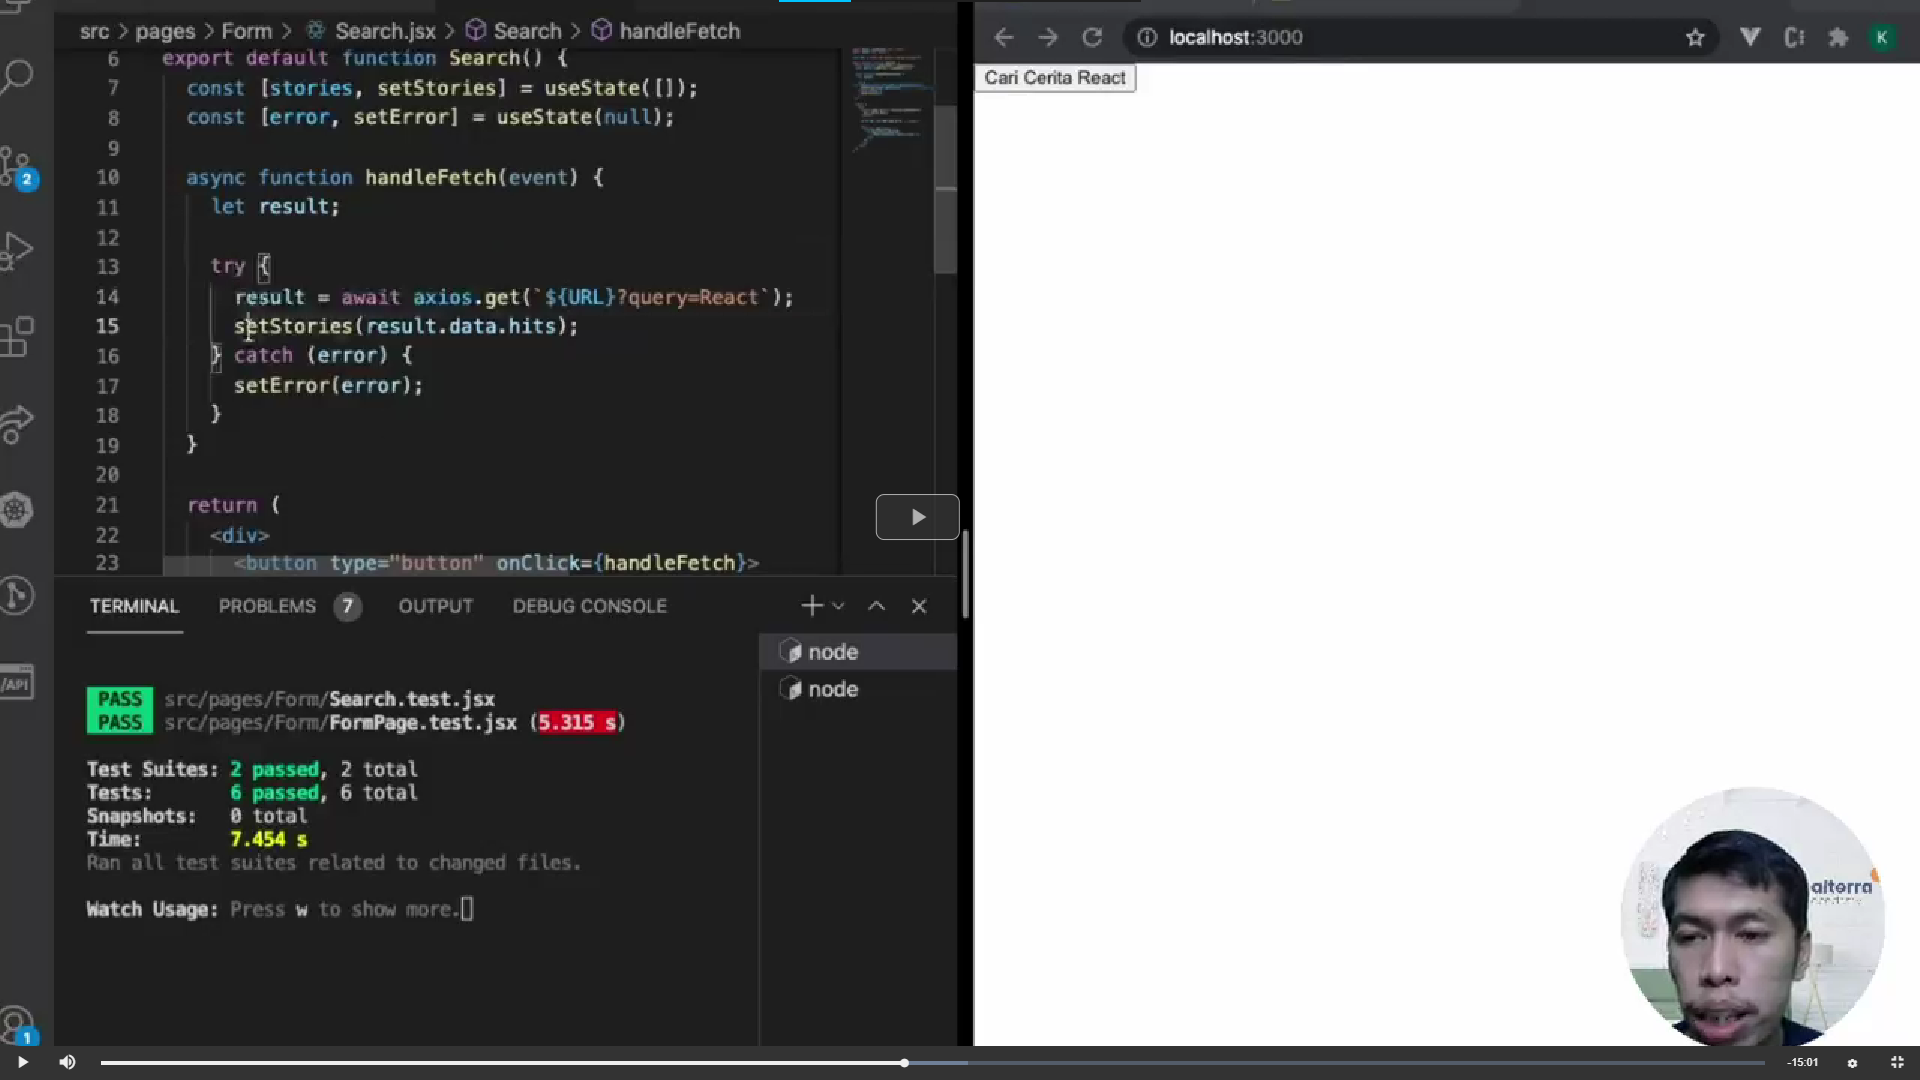 src > pages > Form > Search.jsx > Search > handleFetch
6 export default function Search() {
7 const [stories, setStories] = useState([]);
8 const [error, setError] = useState(null);
9
10 async function handleFetch(event) {
11 let result;
12
13 try {
14 result = await axios.get(`${URL}?query=React`);
15 setStories(result.data.hits);
16 } catch (error) {
17 setError(error);
18 }
19 }
20
21 return (
22 <div>
23 <button type="button" onClick={handleFetch}>
2
/API
1
TERMINAL PROBLEMS 7 OUTPUT DEBUG CONSOLE
node
node
PASS src/pages/Form/Search.test.jsx
PASS src/pages/Form/FormPage.test.jsx (5.315 s)
Test Suites: 2 passed, 2 total
Tests: 6 passed, 6 total
Snapshots: 0 total
Time: 7.454 s
Ran all test suites related to changed files.
Watch Usage: Press w to show more.
localhost:3000
K
Cari Cerita React
alterra
-15:01